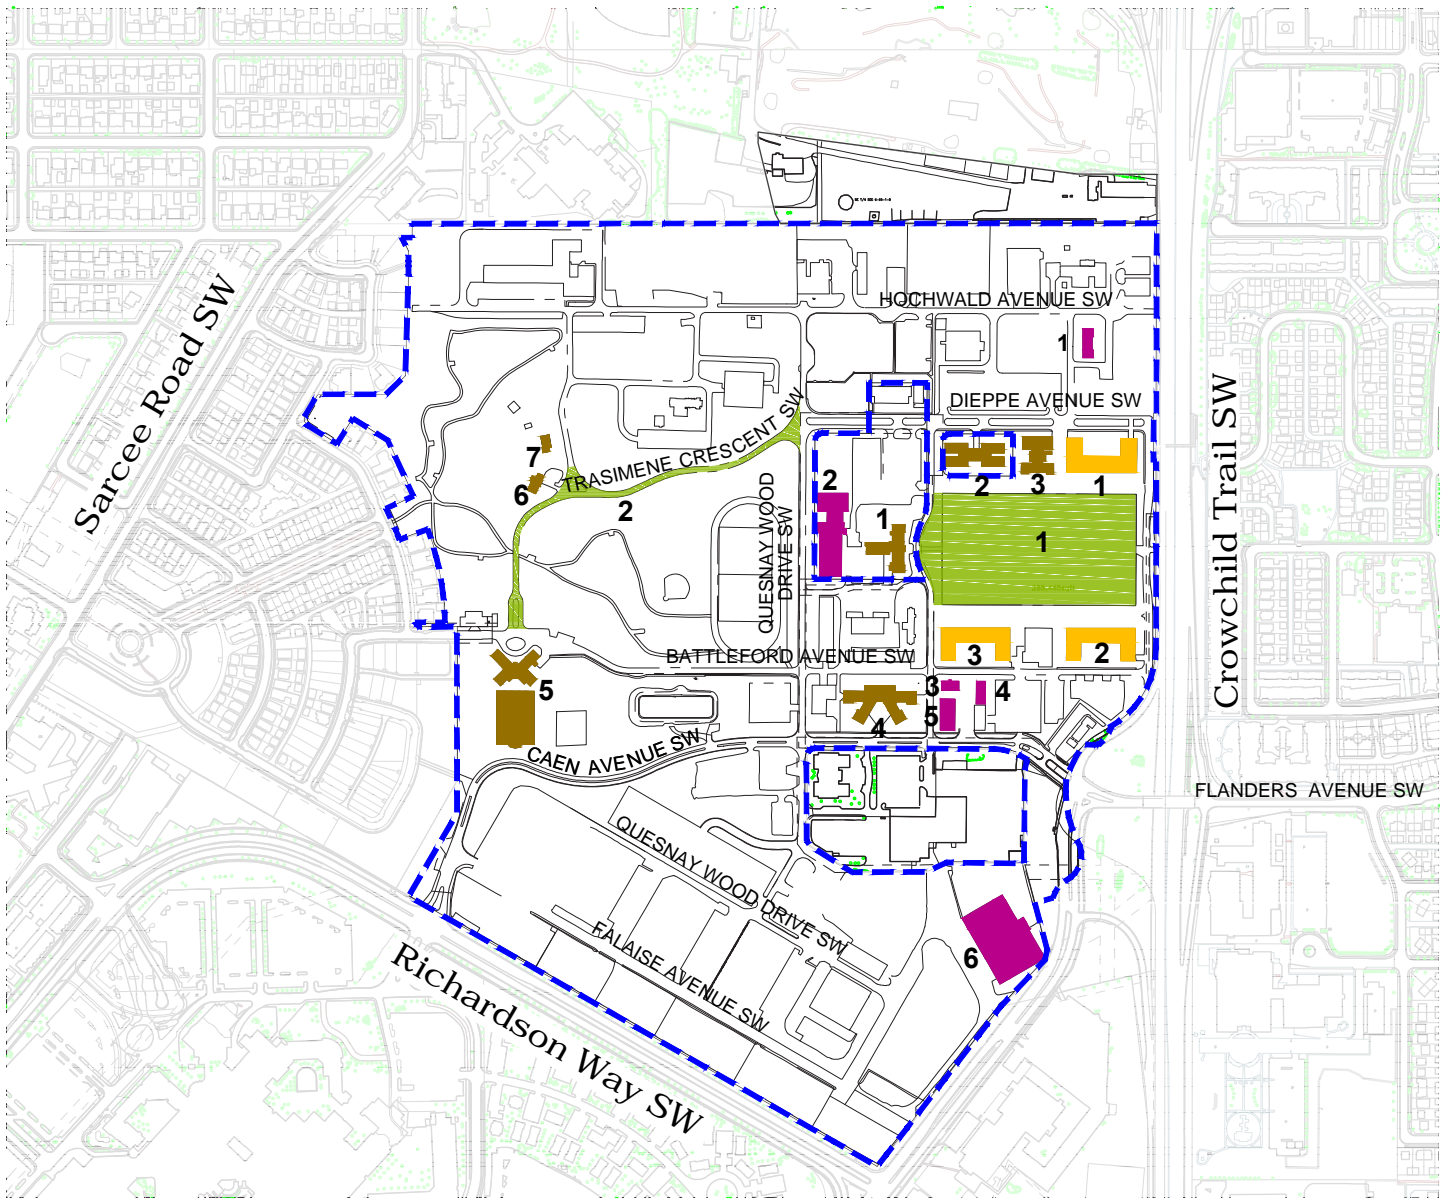 HOCHWALD AVENUE SW
Sarcee Road SW
1
DIEPPE AVENUE SW
Crowchild Trail SW
TRASIMENE CRESCENT SW
7
6
2
QUESNAY WOOD
DRIVE SW
2
1
2
3
1
1
BATTLEFORD AVENUE SW
3
2
5
3
4
5
4
CAEN AVENUE SW
FLANDERS AVENUE SW
QUESNAY WOOD DRIVE SW
FALAISE AVENUE SW
6
Richardson Way SW